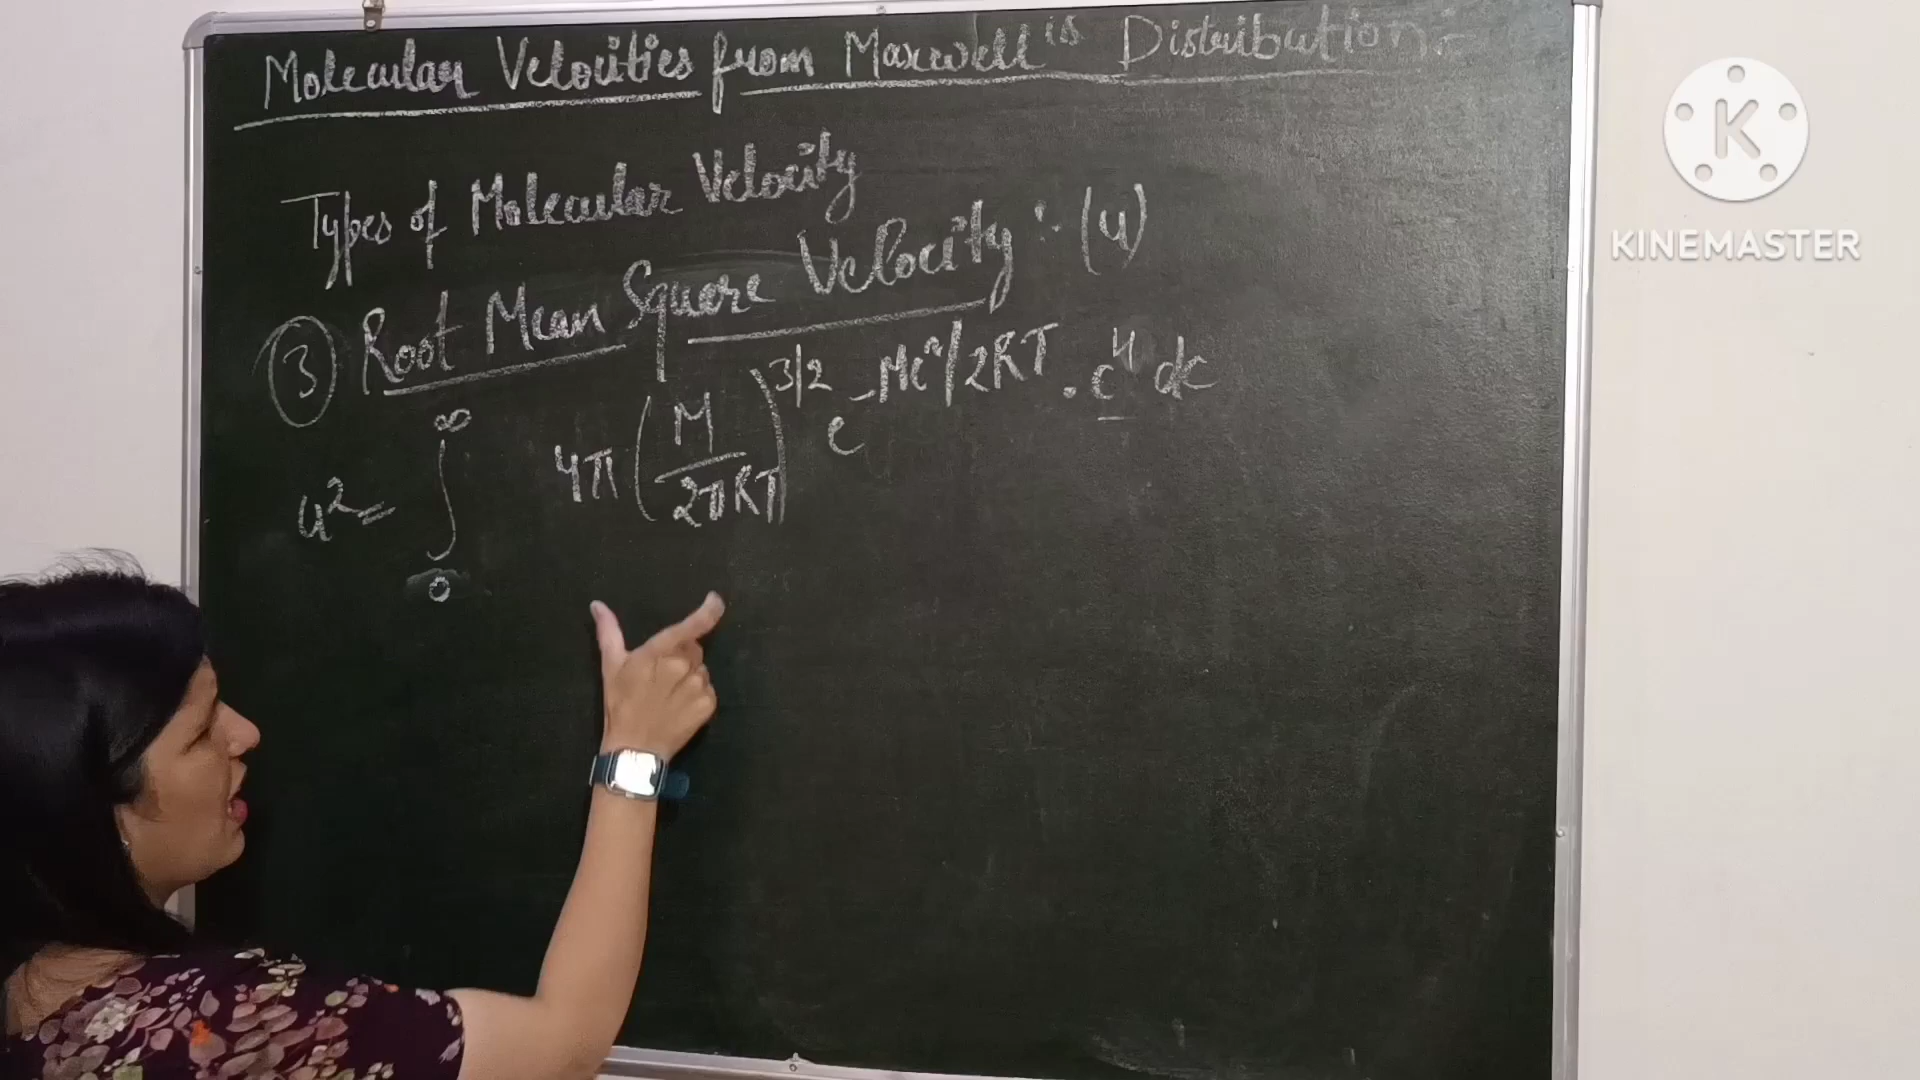 Molecular Velocities from Maxwell's Distribution:-
Types of Molecular Velocity
③ Root Mean Square Velocity :- (u)
u² = ∫₀^∞ 4π (M/2πRT)^3/2 e^-Mc²/2RT . c⁴ dc
K
KINEMASTER